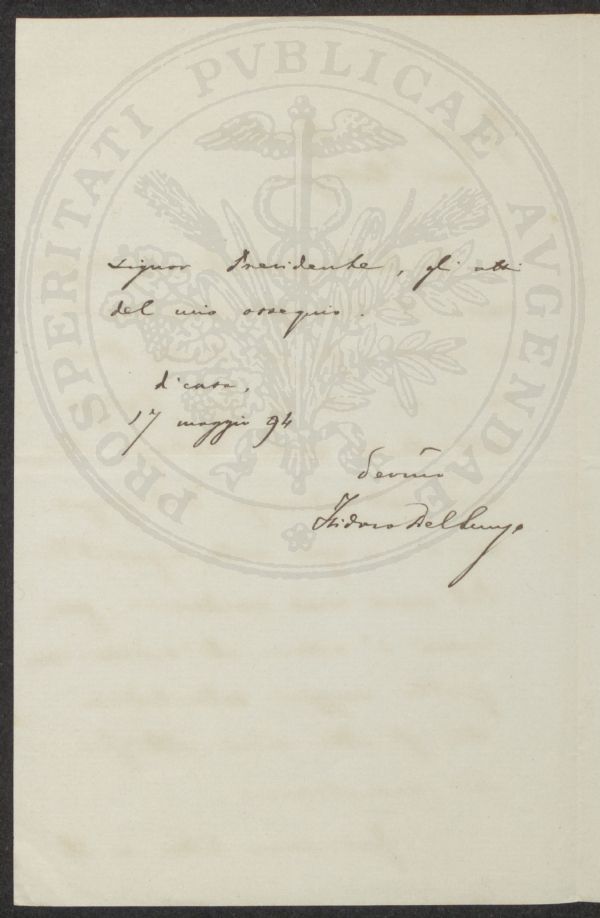 PROSPERITATI PVBLICAE AVGENDAE
Signor Presidente, gli atti
del mio ossequio.
di casa,
17 maggio 94
Devmo
Isidoro Del Lungo